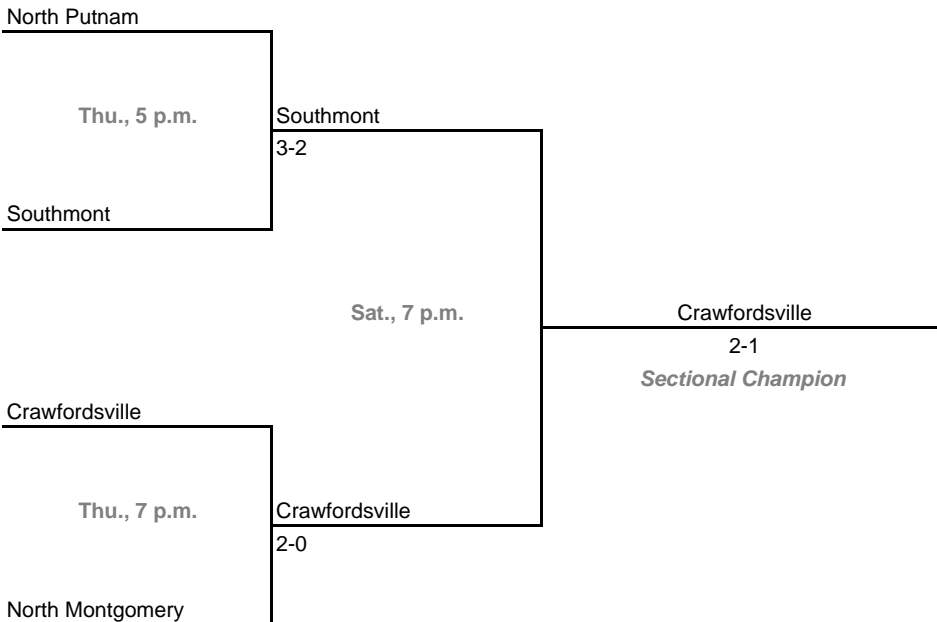 North Putnam
Thu., 5 p.m.
Southmont
3-2
Southmont
Sat., 7 p.m.
Crawfordsville
2-1
Sectional Champion
Crawfordsville
Thu., 7 p.m.
Crawfordsville
2-0
North Montgomery